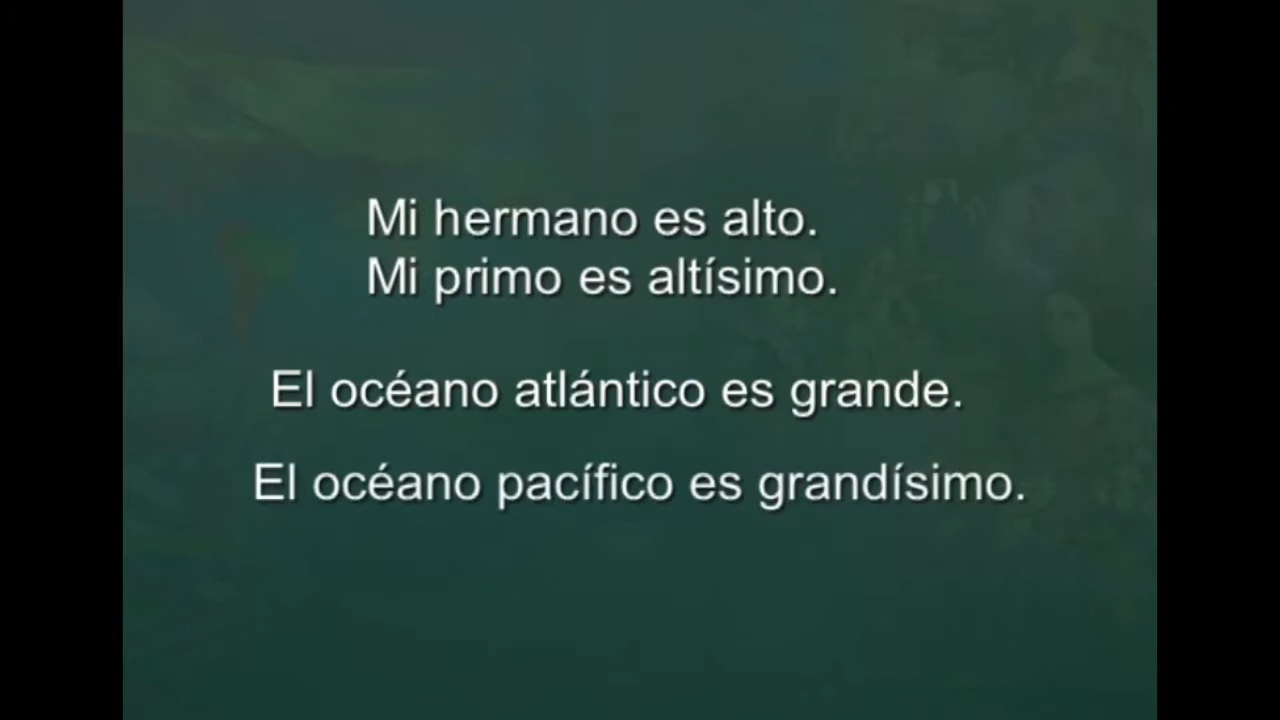 Mi hermano es alto.
Mi primo es altísimo.
El océano atlántico es grande.
El océano pacífico es grandísimo.